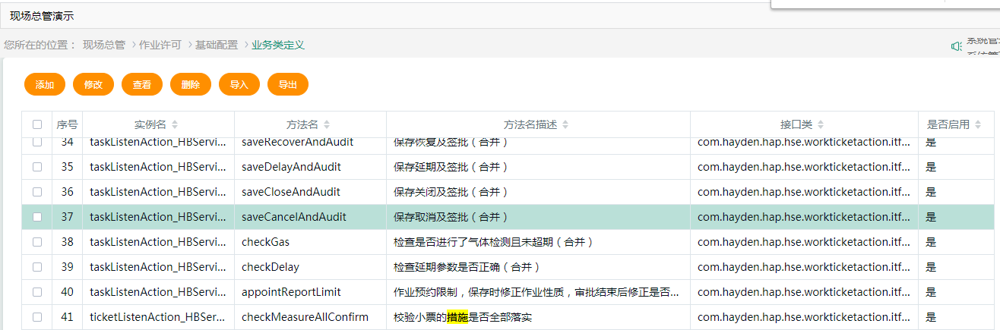 现场总管演示
您所在的位置： 现场总管 > 作业许可 > 基础配置 > 业务类定义
添加 修改 查看 删除 导入 导出
序号 实例名 方法名 方法名描述 接口类 是否启用
34 taskListenAction_HBServi... saveRecoverAndAudit 保存恢复及签批（合并） com.hayden.hap.hse.workticketaction.itf... 是
35 taskListenAction_HBServi... saveDelayAndAudit 保存延期及签批（合并） com.hayden.hap.hse.workticketaction.itf... 是
36 taskListenAction_HBServi... saveCloseAndAudit 保存关闭及签批（合并） com.hayden.hap.hse.workticketaction.itf... 是
37 taskListenAction_HBServi... saveCancelAndAudit 保存取消及签批（合并） com.hayden.hap.hse.workticketaction.itf... 是
38 taskListenAction_HBServi... checkGas 检查是否进行了气体检测且未超期（合并） com.hayden.hap.hse.workticketaction.itf... 是
39 taskListenAction_HBServi... checkDelay 检查延期参数是否正确（合并） com.hayden.hap.hse.workticketaction.itf... 是
40 taskListenAction_HBServi... appointReportLimit 作业预约限制，保存时修正作业性质，审批结束后修正是否... com.hayden.hap.hse.workticketaction.itf... 是
41 ticketListenAction_HBSer... checkMeasureAllConfirm 校验小票的措施是否全部落实 com.hayden.hap.hse.workticketaction.itf... 是